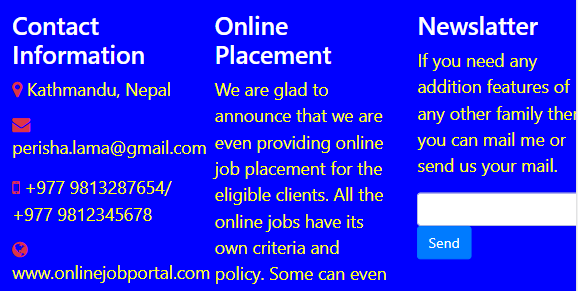 Contact
Information
Kathmandu, Nepal
perisha.lama@gmail.com
+977 9813287654/
+977 9812345678
www.onlinejobportal.com
Online
Placement
We are glad to
announce that we are
even providing online
job placement for the
eligible clients. All the
online jobs have its
own criteria and
policy. Some can even
Newslatter
If you need any
addition features of
any other family then
you can mail me or
send us your mail.
Send